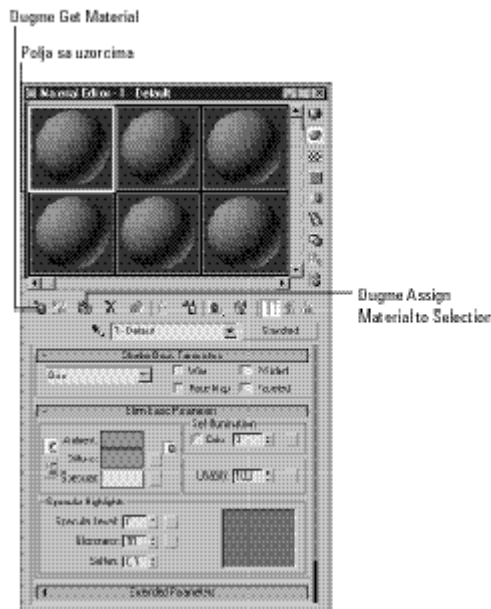 Dugme Get Material
Polja sa uzorcima
Material Editor - 1 - Default
Dugme Assign
Material to Selection
1 - Default
Standard
Shader Basic Parameters
Blinn
Wire
2-Sided
Face Map
Faceted
Blinn Basic Parameters
Self-Illumination
Ambient:
Color
Diffuse:
Specular:
Opacity: 100
Specular Highlights
Specular Level:
Glossiness:
Soften:
Extended Parameters